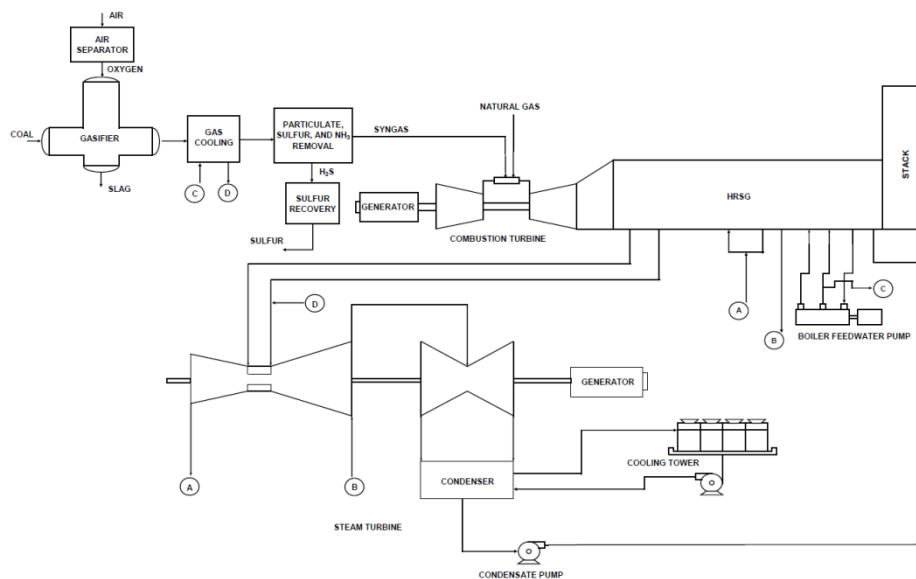 AIR
AIR
SEPARATOR
OXYGEN
COAL
GASIFIER
SLAG
GAS
COOLING
C
D
PARTICULATE,
SULFUR, AND NH3
REMOVAL
SYNGAS
H2S
SULFUR
RECOVERY
SULFUR
NATURAL GAS
GENERATOR
COMBUSTION TURBINE
HRSG
STACK
D
A
B
C
BOILER FEEDWATER PUMP
GENERATOR
A
B
CONDENSER
COOLING TOWER
STEAM TURBINE
CONDENSATE PUMP